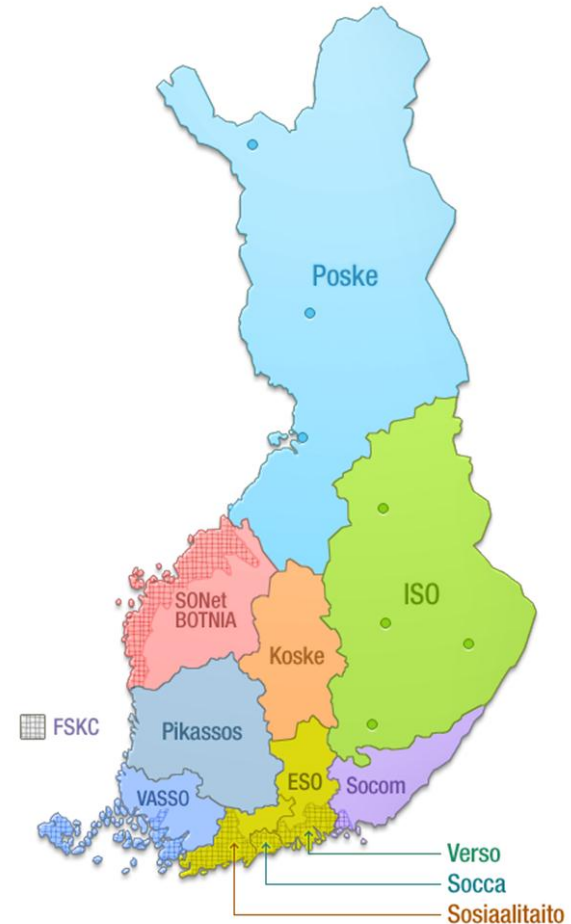 Poske
ISO
SONet
BOTNIA
Koske
FSKC
Pikassos
ESO
Socom
VASSO
Verso
Socca
Sosiaalitaito